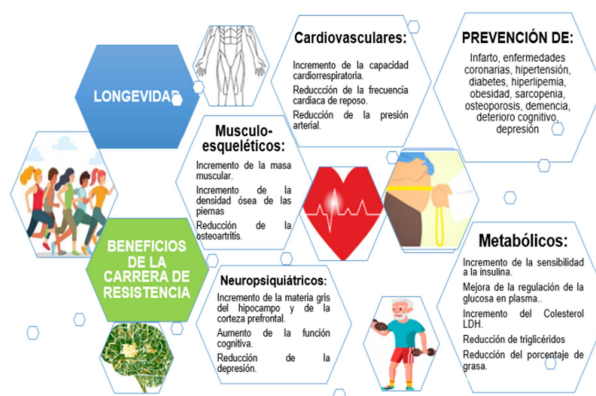 LONGEVIDAD
BENEFICIOS
DE LA
CARRERA DE
RESISTENCIA
Musculo-
esqueléticos:
Incremento de la masa
muscular.
Incremento de la
densidad ósea de las
piernas
Reducción de la
osteoartritis.
Cardiovasculares:
Incremento de la capacidad
cardiorrespiratoria.
Reduccción de la frecuencia
cardiaca de reposo.
Reducción de la presión
arterial.
PREVENCIÓN DE:
Infarto, enfermedades
coronarias, hipertensión,
diabetes, hiperlipemia,
obesidad, sarcopenia,
osteoporosis, demencia,
deterioro cognitivo,
depresión
Neuropsiquiátricos:
Incremento de la materia gris
del hipocampo y de la
corteza prefrontal.
Aumento de la función
cognitiva.
Reducción de la
depresión.
Metabólicos:
Incremento de la sensibilidad
a la insulina.
Mejora de la regulación de la
glucosa en plasma..
Incremento del Colesterol
LDH.
Reducción de triglicéridos
Reducción del porcentaje de
grasa.